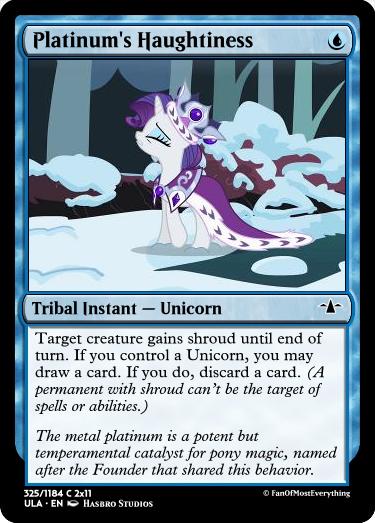 Platinum's Haughtiness
Tribal Instant — Unicorn
Target creature gains shroud until end of
turn. If you control a Unicorn, you may
draw a card. If you do, discard a card. (A
permanent with shroud can't be the target of
spells or abilities.)
The metal platinum is a potent but
temperamental catalyst for pony magic, named
after the Founder that shared this behavior.
325/1184 C 2x11
ULA · EN Hasbro Studios
© FanOfMostEverything